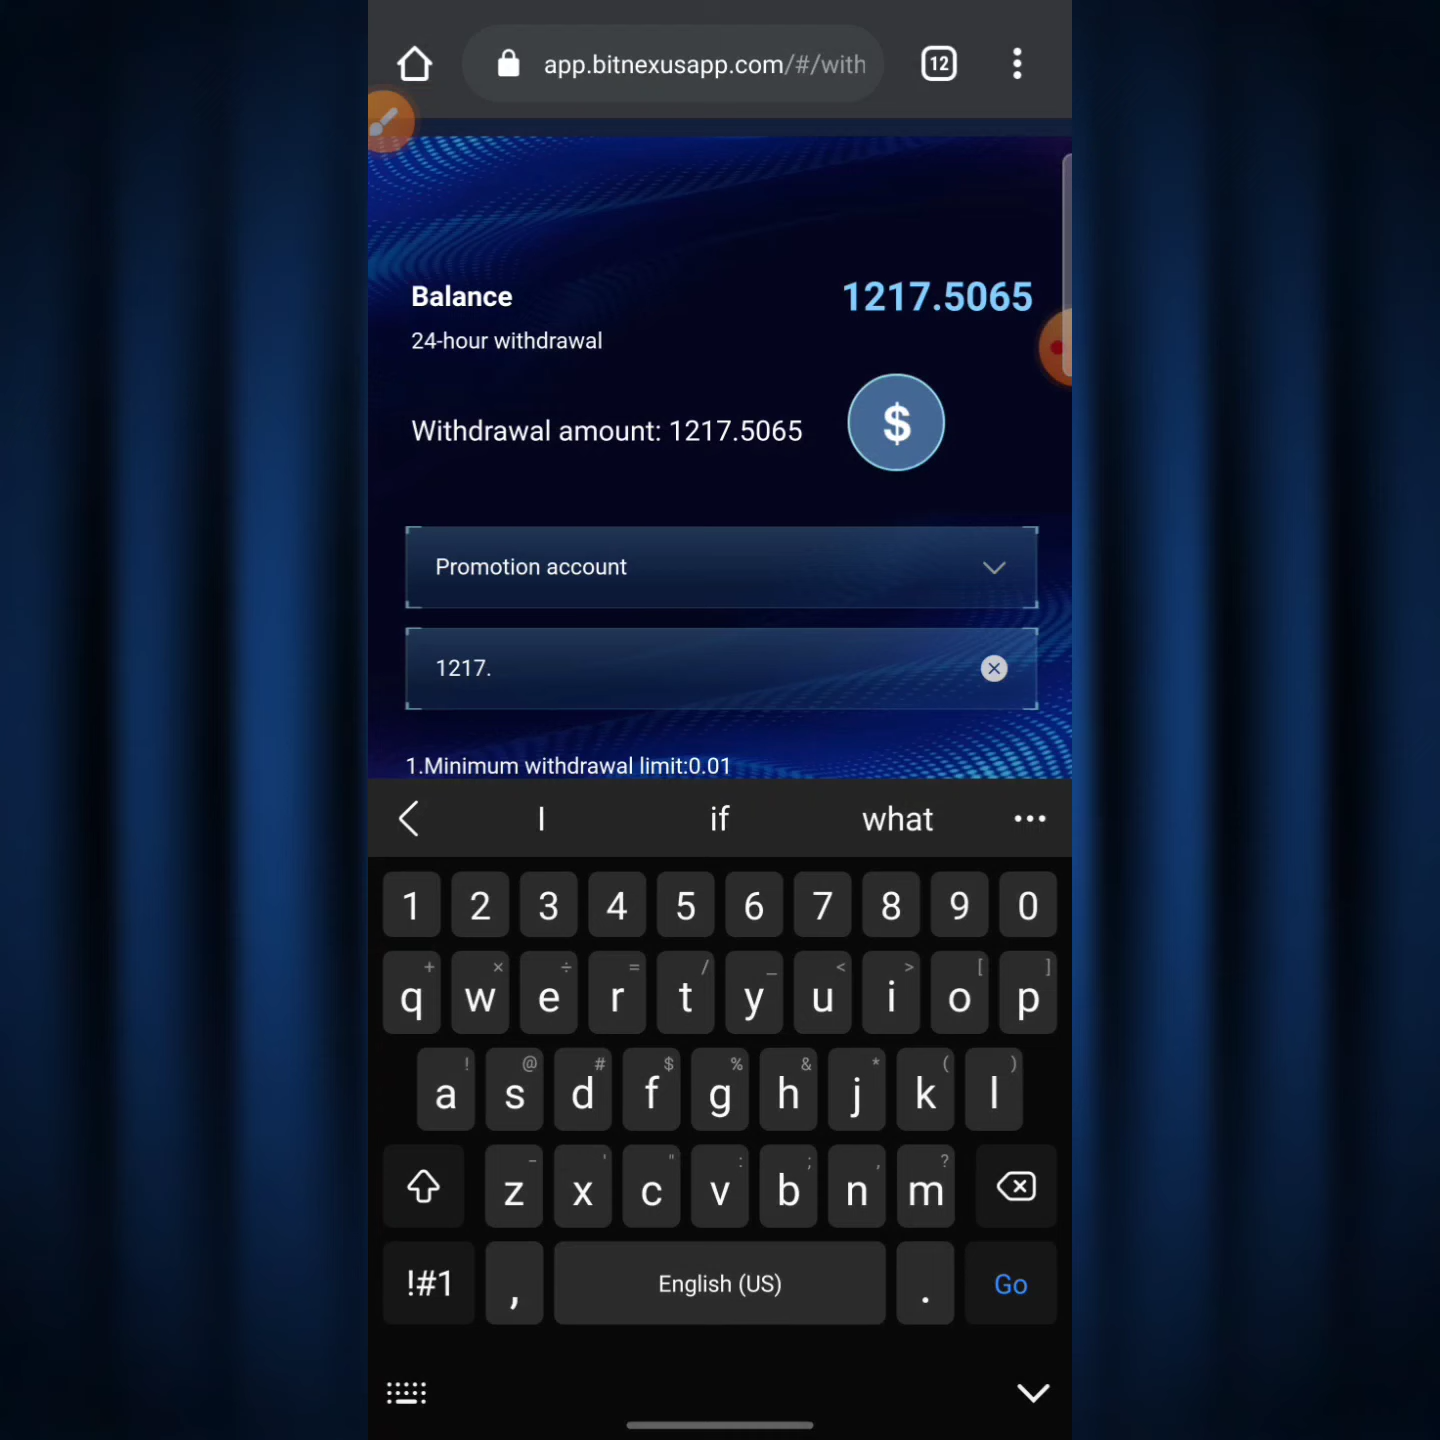 app.bitnexusapp.com/#/with
12
Balance
1217.5065
24-hour withdrawal
Withdrawal amount: 1217.5065
$
Promotion account
1217.
1.Minimum withdrawal limit:0.01
I if what
1 2 3 4 5 6 7 8 9 0
+ × ÷ = / _ < > [ ]
q w e r t y u i o p
! @ # $ % & * ( )
a s d f g h j k l
- ' " : ; , ?
z x c v b n m
!#1 , English (US) . Go